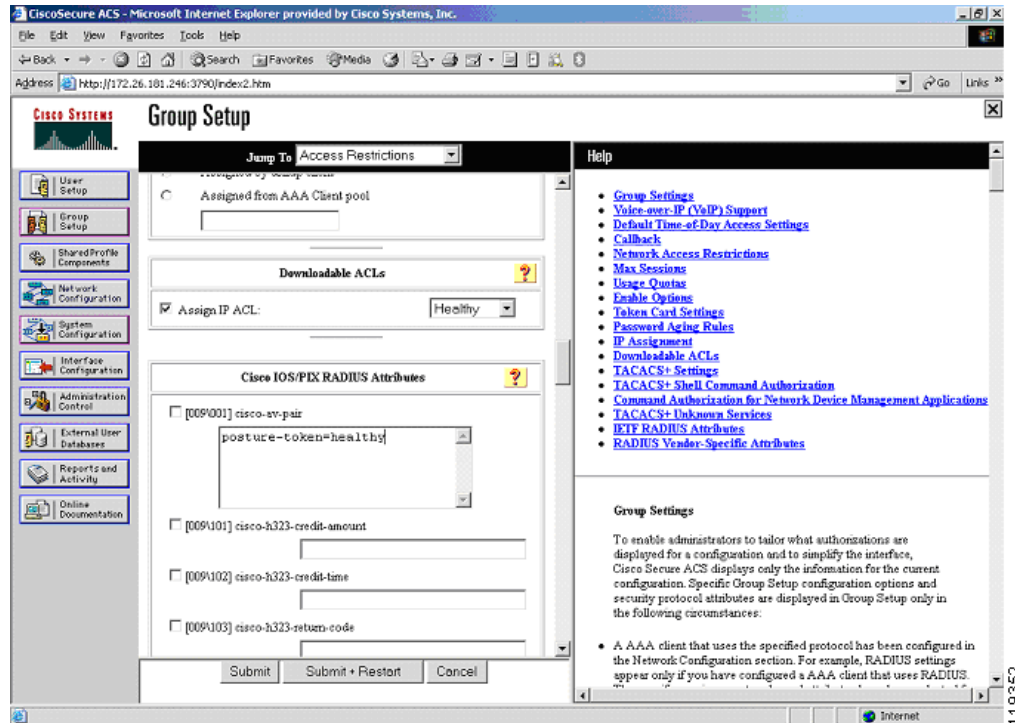 CiscoSecure ACS - Microsoft Internet Explorer provided by Cisco Systems, Inc.
File Edit View Favorites Tools Help
Back Search Favorites Media
Address http://172.26.181.246:3790/index2.htm Go Links »
CISCO SYSTEMS
Group Setup
Jump To Access Restrictions
User Setup
Group Setup
Shared Profile Components
Network Configuration
System Configuration
Interface Configuration
Administration Control
External User Databases
Reports and Activity
Online Documentation
Assigned from AAA Client pool
Downloadable ACLs ?
Assign IP ACL: Healthy
Cisco IOS/PIX RADIUS Attributes ?
[009\001] cisco-av-pair
posture-token=healthy
[009\101] cisco-h323-credit-amount
[009\102] cisco-h323-credit-time
[009\103] cisco-h323-return-code
Submit Submit + Restart Cancel
Help
Group Settings
Voice-over-IP (VoIP) Support
Default Time-of-Day Access Settings
Callback
Network Access Restrictions
Max Sessions
Usage Quotas
Enable Options
Token Card Settings
Password Aging Rules
IP Assignment
Downloadable ACLs
TACACS+ Settings
TACACS+ Shell Command Authorization
Command Authorization for Network Device Management Applications
TACACS+ Unknown Services
IETF RADIUS Attributes
RADIUS Vendor-Specific Attributes
Group Settings
To enable administrators to tailor what authorizations are
displayed for a configuration and to simplify the interface,
Cisco Secure ACS displays only the information for the current
configuration. Specific Group Setup configuration options and
security protocol attributes are displayed in Group Setup only in
the following circumstances:
A AAA client that uses the specified protocol has been configured in
the Network Configuration section. For example, RADIUS settings
appear only if you have configured a AAA client that uses RADIUS.
Internet
119352